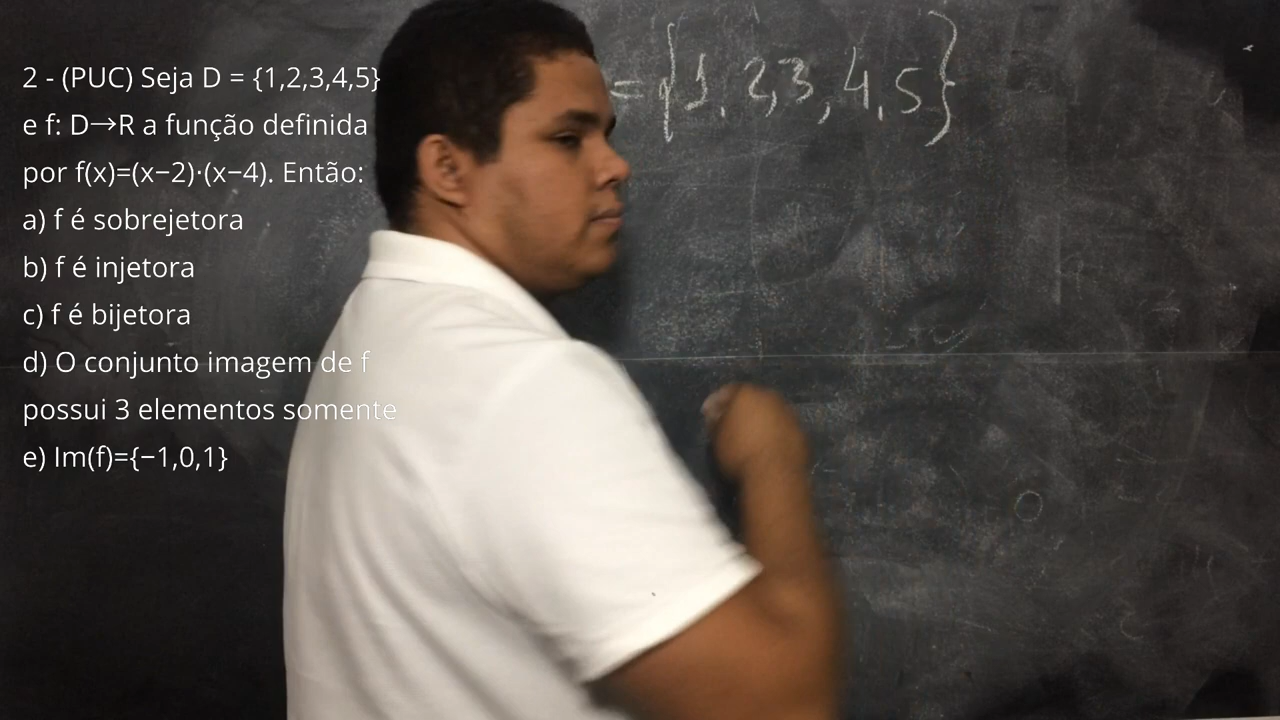 2 - (PUC) Seja D = {1,2,3,4,5}
e f: D→R a função definida
por f(x)=(x−2)·(x−4). Então:
a) f é sobrejetora
b) f é injetora
c) f é bijetora
d) O conjunto imagem de f
possui 3 elementos somente
e) Im(f)={−1,0,1}
={1,2,3,4,5}